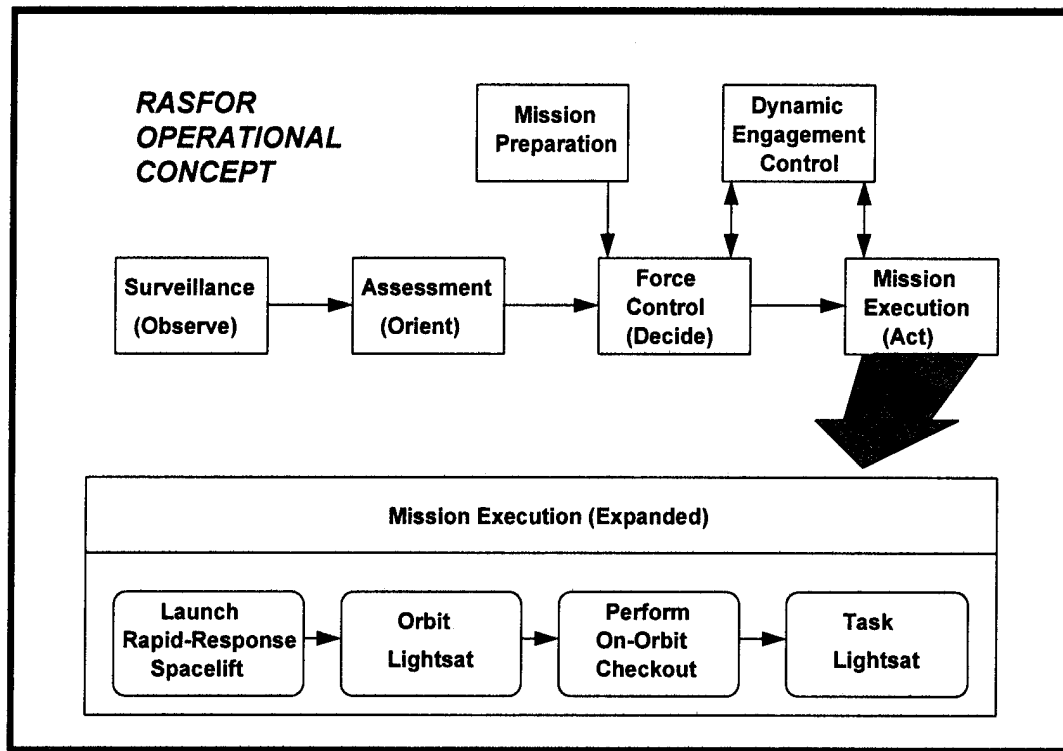 RASFOR
OPERATIONAL
CONCEPT
Mission
Preparation
Dynamic
Engagement
Control
Surveillance
(Observe)
Assessment
(Orient)
Force
Control
(Decide)
Mission
Execution
(Act)
Mission Execution (Expanded)
Launch
Rapid-Response
Spacelift
Orbit
Lightsat
Perform
On-Orbit
Checkout
Task
Lightsat